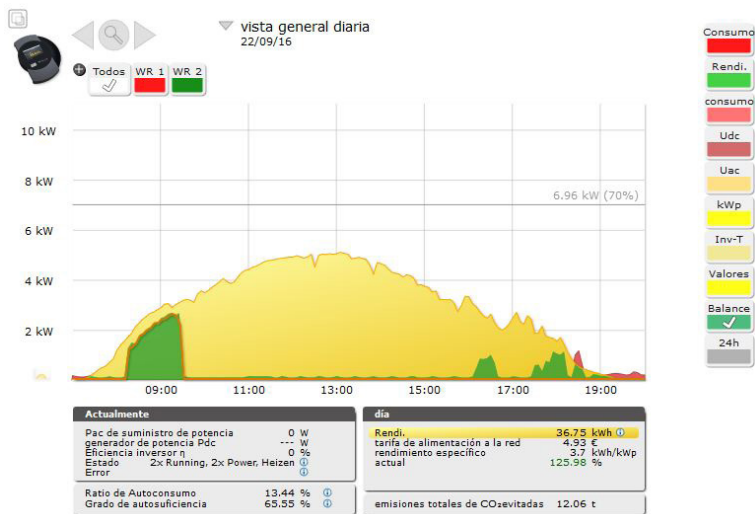 vista general diaria
22/09/16
Todos WR 1 WR 2
10 kW
8 kW
6.96 kW (70%)
6 kW
4 kW
2 kW
09:00 11:00 13:00 15:00 17:00 19:00
Consumo
Rendi.
consumo
Udc
Uac
kWp
Inv-T
Valores
Balance
24h
Actualmente
Pac de suministro de potencia 0 W
generador de potencia Pdc --- W
Eficiencia inversor η 0 %
Estado 2x Running, 2x Power, Heizen
Error
Ratio de Autoconsumo 13.44 %
Grado de autosuficiencia 65.55 %
día
Rendi. 36.75 kWh
tarifa de alimentación a la red 4.93 €
rendimiento específico 3.7 kWh/kWp
actual 125.98 %
emisiones totales de CO₂evitadas 12.06 t